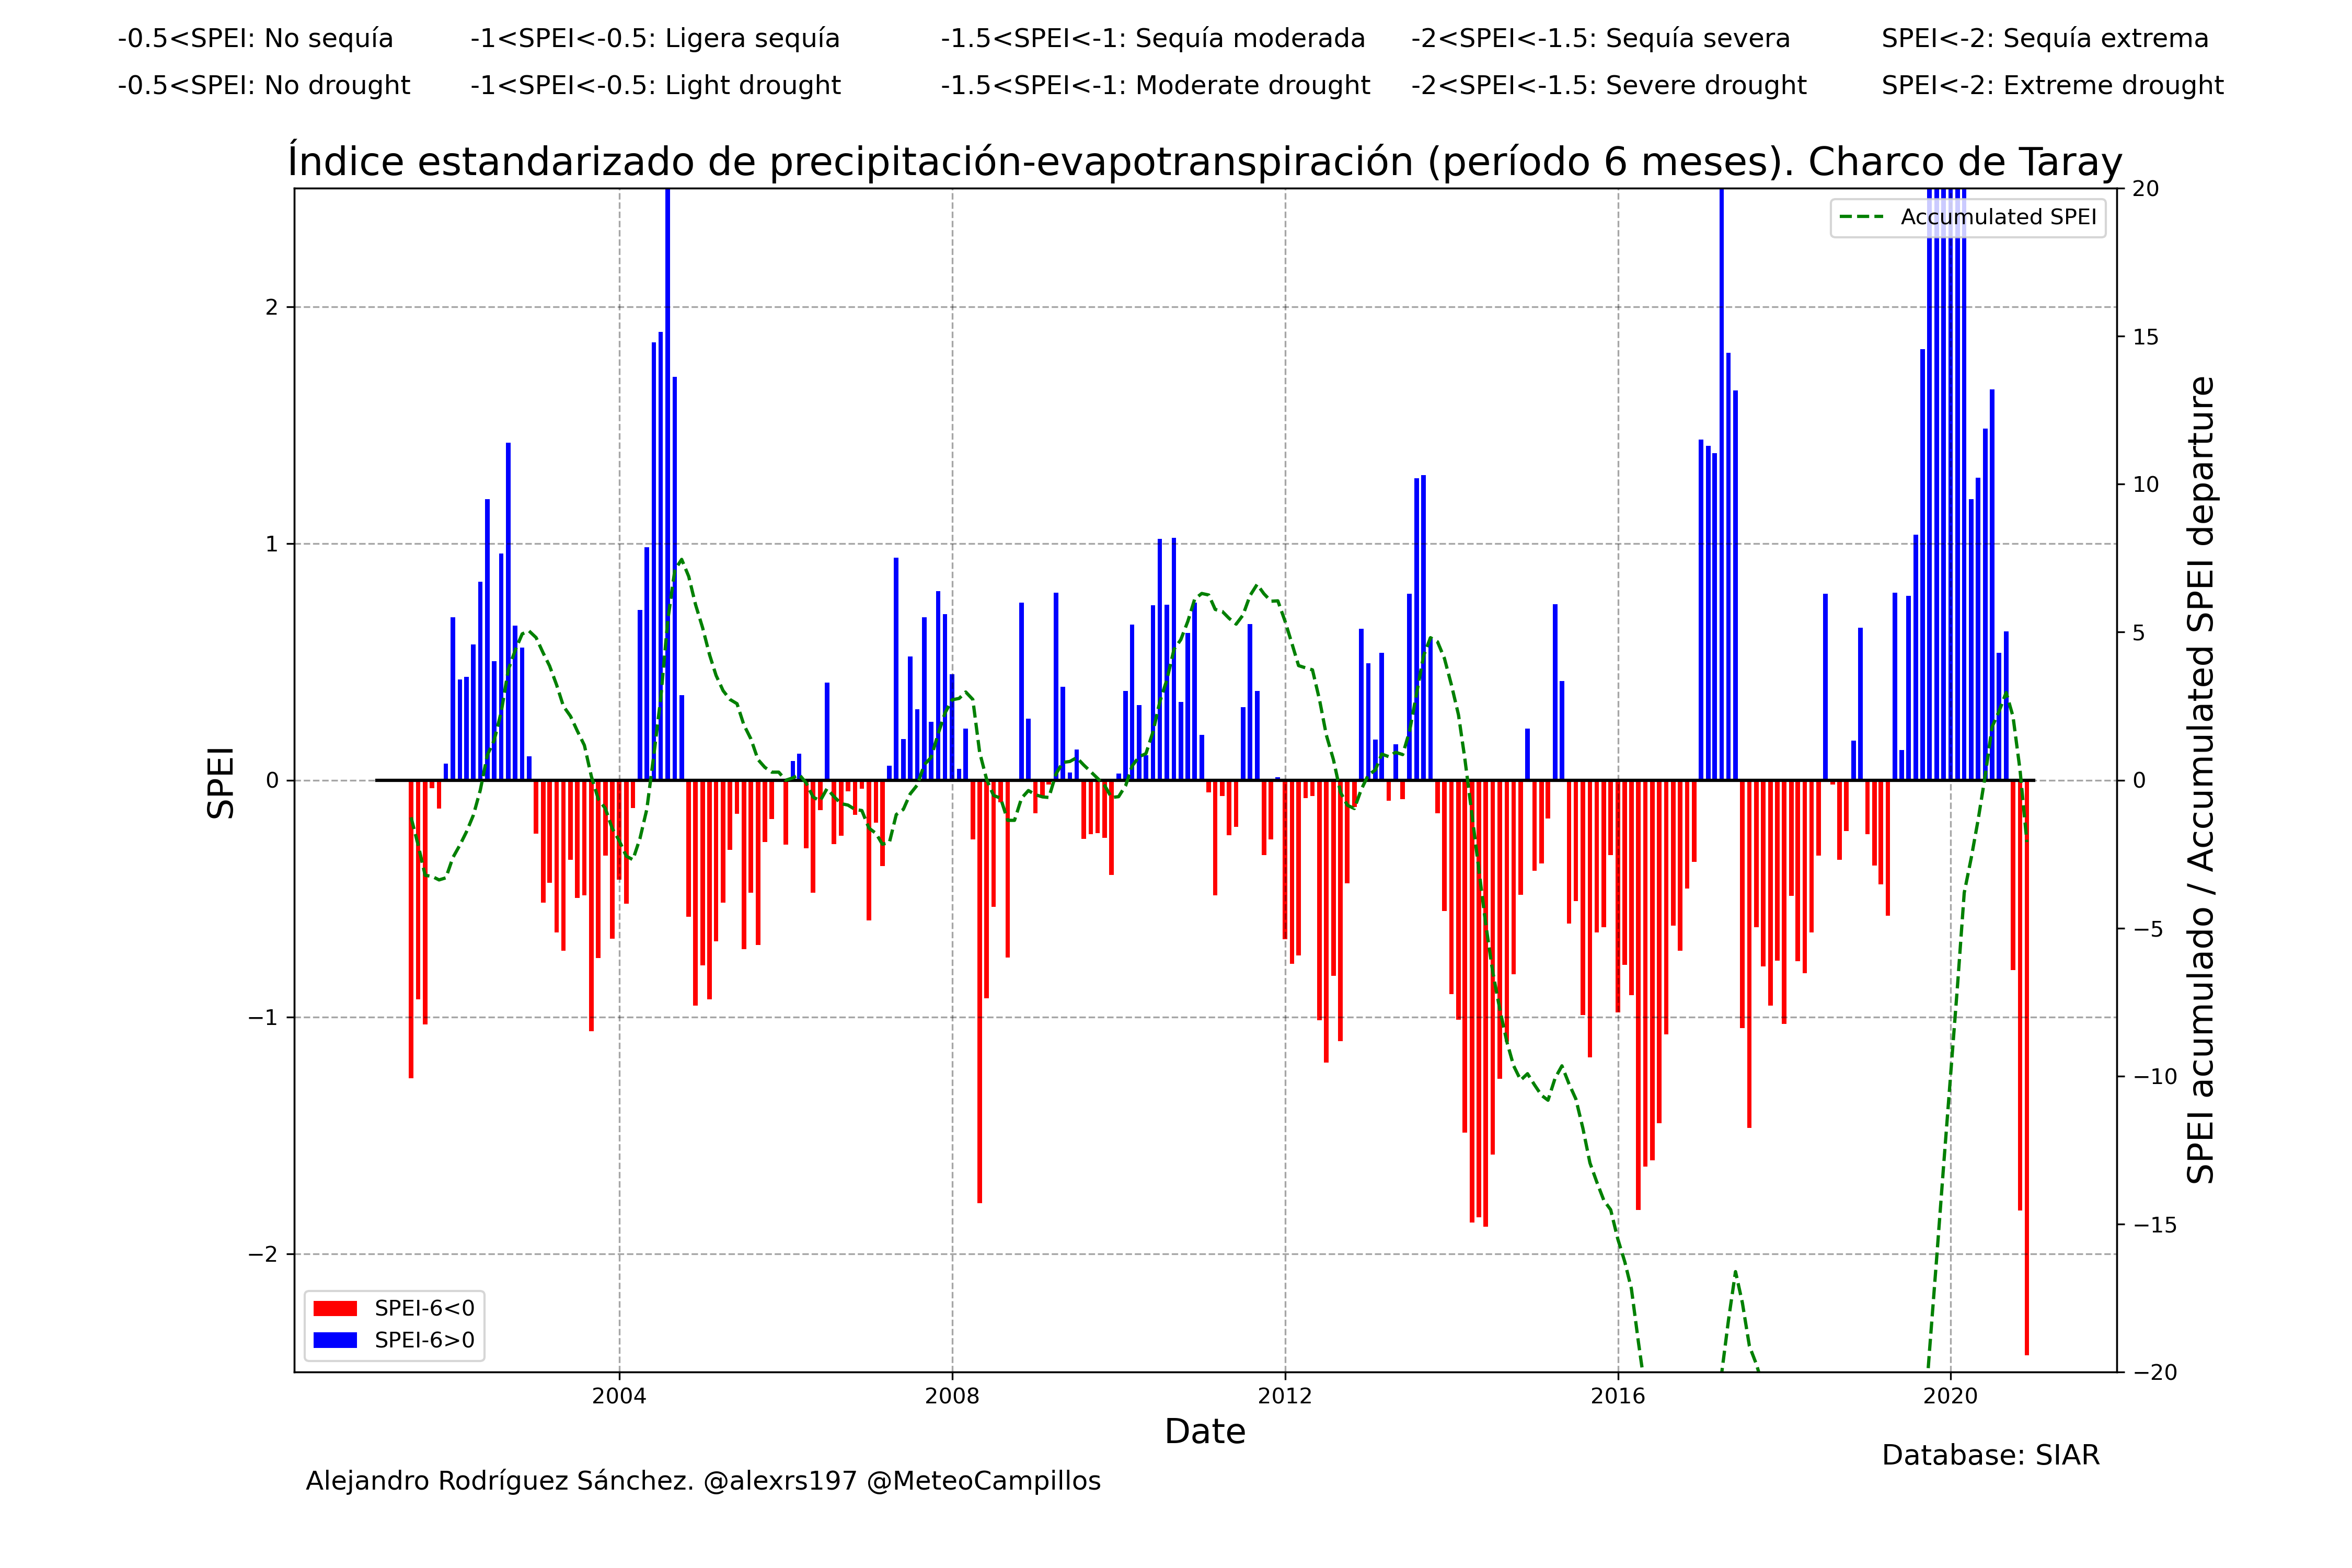 -0.5<SPEI: No sequía -1<SPEI<-0.5: Ligera sequía -1.5<SPEI<-1: Sequía moderada -2<SPEI<-1.5: Sequía severa SPEI<-2: Sequía extrema
-0.5<SPEI: No drought -1<SPEI<-0.5: Light drought -1.5<SPEI<-1: Moderate drought -2<SPEI<-1.5: Severe drought SPEI<-2: Extreme drought
Índice estandarizado de precipitación-evapotranspiración (período 6 meses). Charco de Taray
Accumulated SPEI
SPEI
2
1
0
−1
−2
20
15
10
5
0
−5
−10
−15
−20
SPEI acumulado / Accumulated SPEI departure
SPEI-6<0
SPEI-6>0
2004 2008 2012 2016 2020
Date
Database: SIAR
Alejandro Rodríguez Sánchez. @alexrs197 @MeteoCampillos